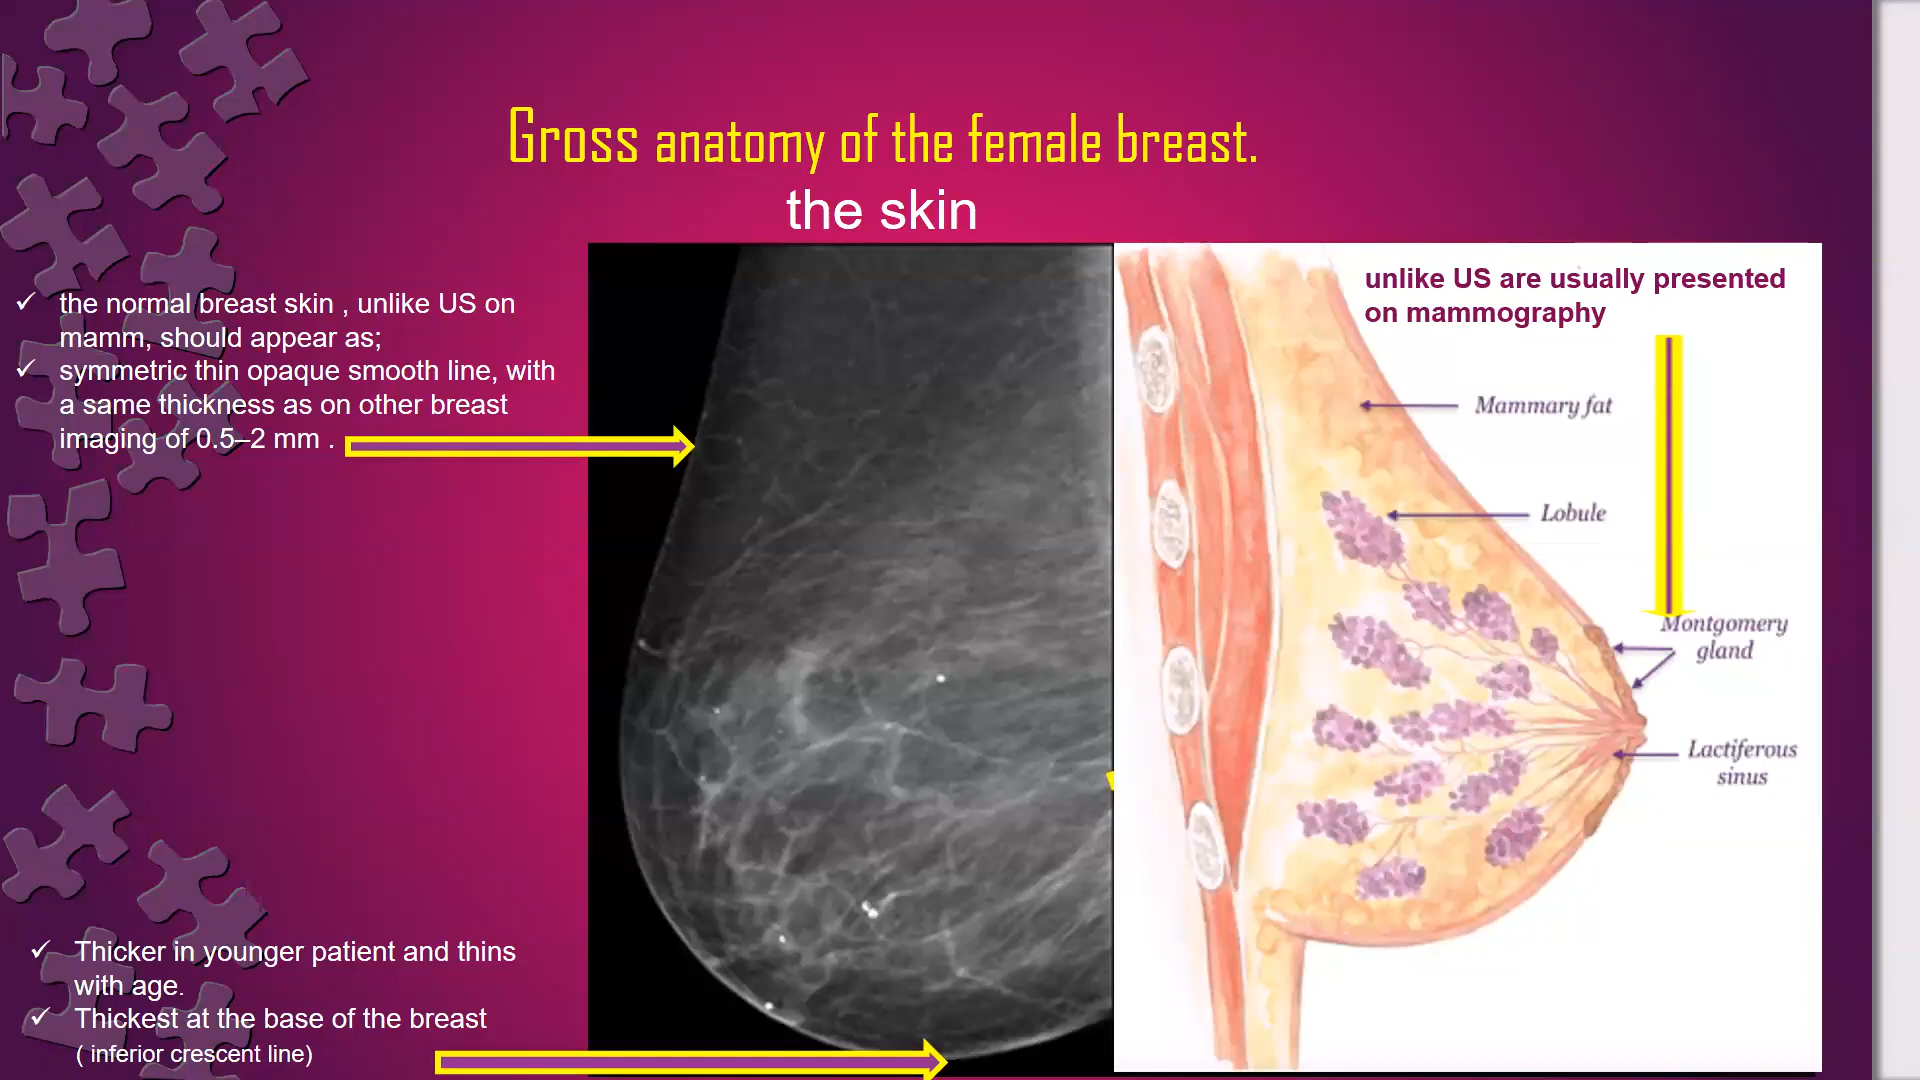 Gross anatomy of the female breast.
the skin
the normal breast skin , unlike US on
mamm, should appear as;
symmetric thin opaque smooth line, with
a same thickness as on other breast
imaging of 0.5–2 mm .
Thicker in younger patient and thins
with age.
Thickest at the base of the breast
( inferior crescent line)
unlike US are usually presented
on mammography
Mammary fat
Lobule
Montgomery
gland
Lactiferous
sinus